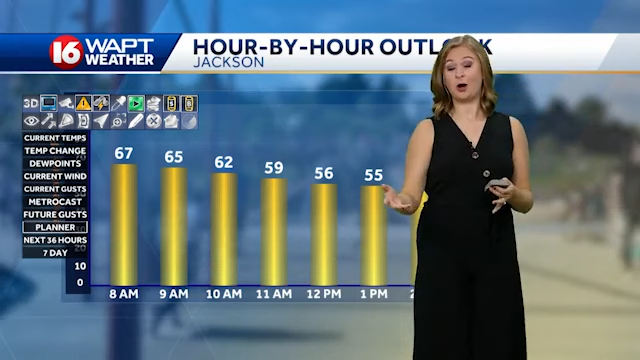 16 WAPT
WEATHER
HOUR-BY-HOUR OUTLOOK
JACKSON
3D
CURRENT TEMPS
TEMP CHANGE
DEWPOINTS
CURRENT WIND
CURRENT GUSTS
METROCAST
FUTURE GUSTS
PLANNER
NEXT 36 HOURS
7 DAY
10
0
67 65 62 59 56 55
8 AM 9 AM 10 AM 11 AM 12 PM 1 PM 2